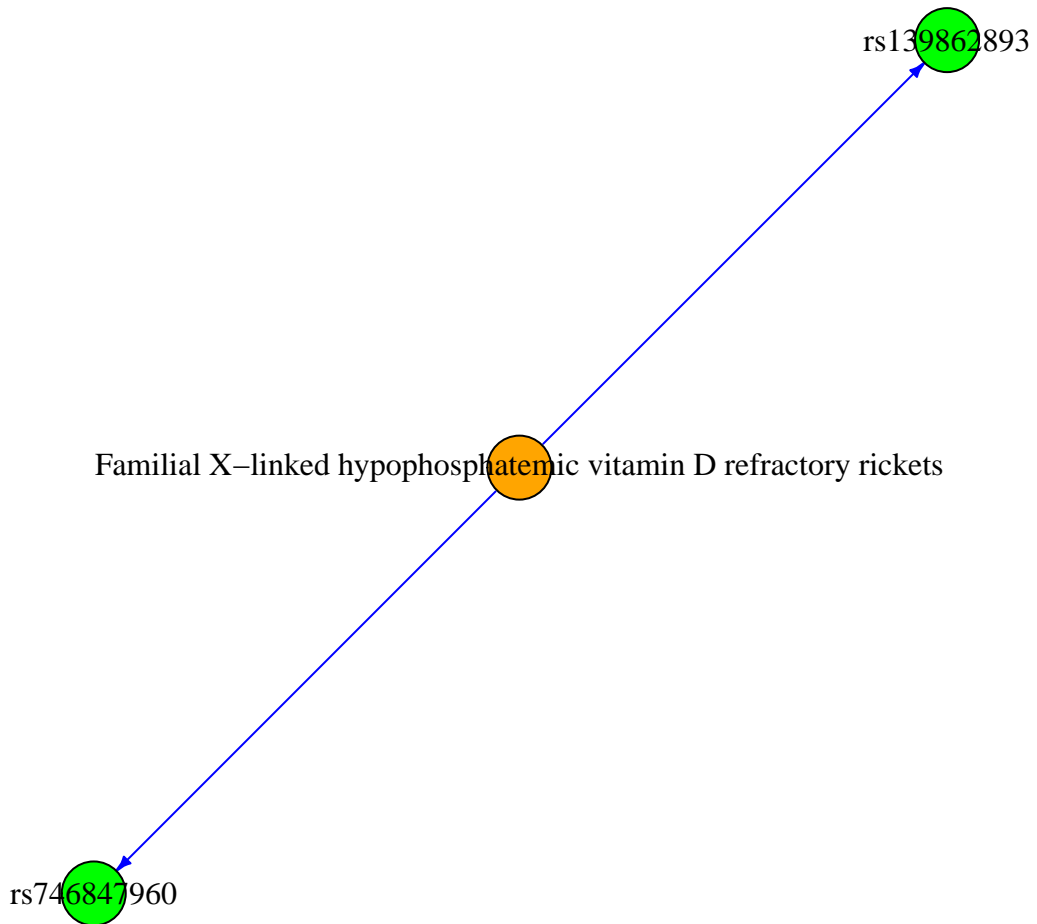 rs139862893
Familial X−linked hypophosphatemic vitamin D refractory rickets
rs746847960